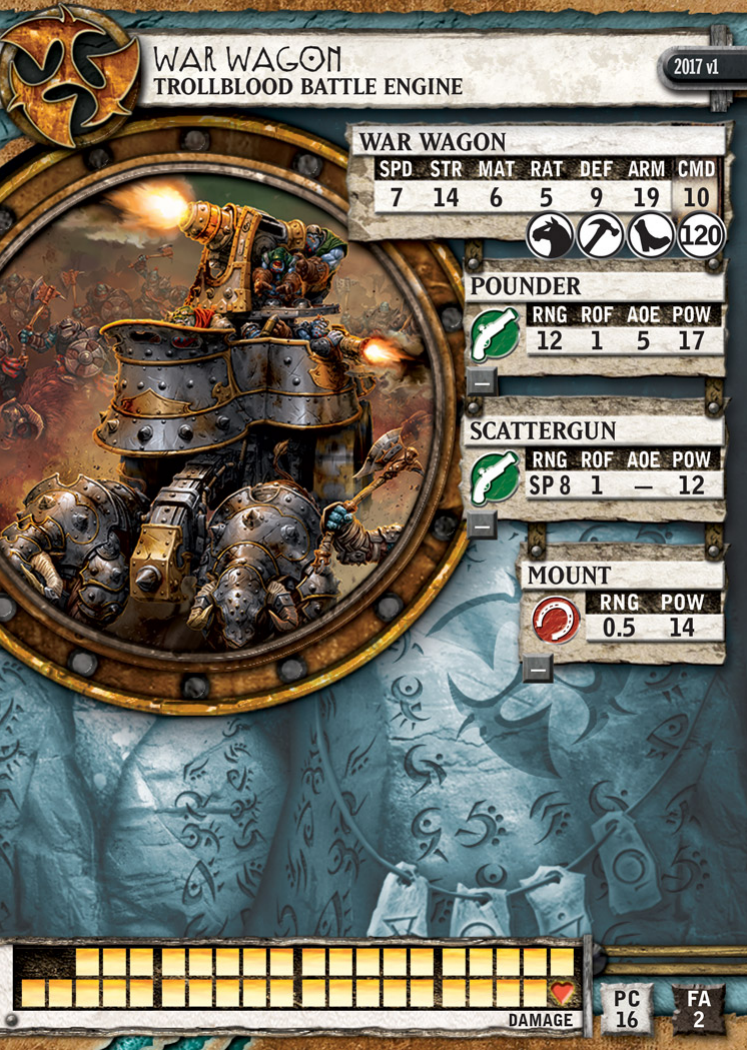 WAR WAGON
TROLLBLOOD BATTLE ENGINE
2017 v1
WAR WAGON
SPD STR MAT RAT DEF ARM CMD
7 14 6 5 9 19 10
120
POUNDER
RNG ROF AOE POW
12 1 5 17
—
SCATTERGUN
RNG ROF AOE POW
SP 8 1 — 12
—
MOUNT
RNG POW
0.5 14
—
DAMAGE
PC
16
FA
2